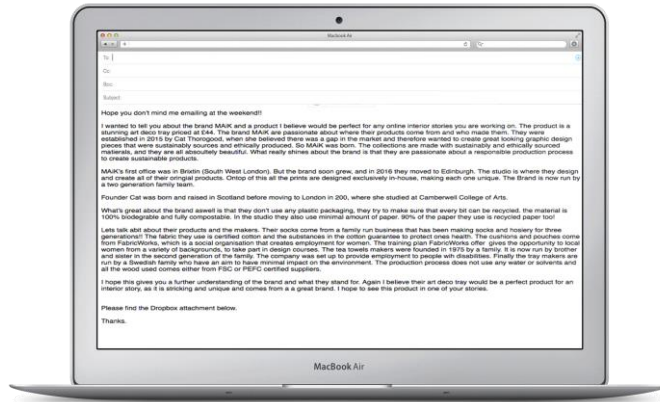 Macbook Air
To:
Cc:
Bcc:
Subject:
Hope you don't mind me emailing at the weekend!!
I wanted to tell you about the brand MAIK and a product I believe would be perfect for any online interior stories you are working on. The product is a
stunning art deco tray priced at £44. The brand MAIK are passionate about where their products come from and who made them. They were
established in 2015 by Cat Thorogood, when she believed there was a gap in the market and therefore wanted to create great looking graphic design
pieces that were sustainably sources and ethically produced. So MAIK was born. The collections are made with sustainably and ethically sourced
matierals, and they are all absoultely beautiful. What really shines about the brand is that they are passionate about a responsible production process
to create sustainable products.
MAIK's first office was in Brixtin (South West London). But the brand soon grew, and in 2016 they moved to Edinburgh. The studio is where they design
and create all of their oringial products. Ontop of this all the prints are designed exclusively in-house, making each one unique. The Brand is now run by
a two generation family team.
Founder Cat was born and raised in Scotland before moving to London in 200, where she studied at Camberwell College of Arts.
What's great about the brand aswell is that they don't use any plastic packaging, they try to make sure that every bit can be recycled. the material is
100% biodegrable and fully compostable. In the studio they also use minimal amount of paper. 90% of the paper they use is recycled paper too!
Lets talk abit about their products and the makers. Their socks come from a family run business that has been making socks and hosiery for three
generations!! The fabric they use is certified cotton and the substances in the cotton guarantee to protect ones health. The cushions and pouches come
from FabricWorks, which is a social organisation that creates employment for women. The training plan FabricWorks offer gives the opportunity to local
women from a variety of backgrounds, to take part in design courses. The tea towels makers were founded in 1975 by a family. It is now run by brother
and sister in the second generation of the family. The company was set up to provide employment to people wih disabilities. Finally the tray makers are
run by a Swedish family who have an aim to have minimal impact on the environment. The production process does not use any water or solvents and
all the wood used comes either from FSC or PEFC certified suppliers.
I hope this gives you a further understanding of the brand and what they stand for. Again I believe their art deco tray would be a perfect product for an
interior story, as it is stricking and unique and comes from a a great brand. I hope to see this product in one of your stories.
Please find the Dropbox attachment below.
Thanks.
MacBook Air